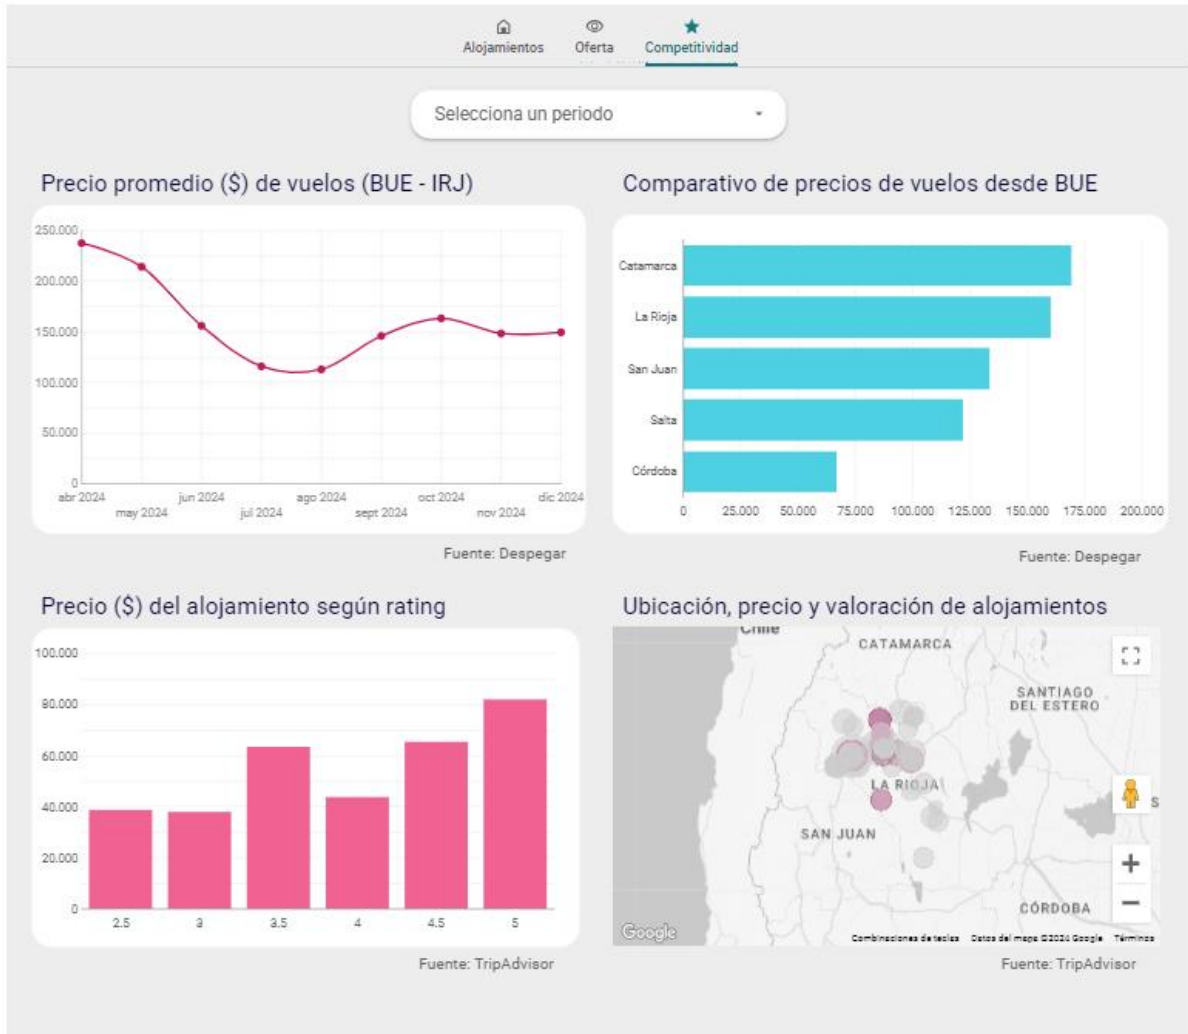 Alojamientos
Oferta
Competitividad
Selecciona un periodo
Precio promedio ($) de vuelos (BUE - IRJ)
250.000
200.000
150.000
100.000
50.000
0
abr 2024
may 2024
jun 2024
jul 2024
ago 2024
sept 2024
oct 2024
nov 2024
dic 2024
Fuente: Despegar
Comparativo de precios de vuelos desde BUE
Catamarca
La Rioja
San Juan
Salta
Córdoba
0
25.000
50.000
75.000
100.000
125.000
150.000
175.000
200.000
Fuente: Despegar
Precio ($) del alojamiento según rating
100.000
80.000
60.000
40.000
20.000
0
2.5
3
3.5
4
4.5
5
Fuente: TripAdvisor
Ubicación, precio y valoración de alojamientos
Chile
CATAMARCA
SANTIAGO
DEL ESTERO
LA RIOJA
S
SAN JUAN
CÓRDOBA
Google
Combinaciones de teclas
Datos del mapa ©2024 Google
Términos
Fuente: TripAdvisor